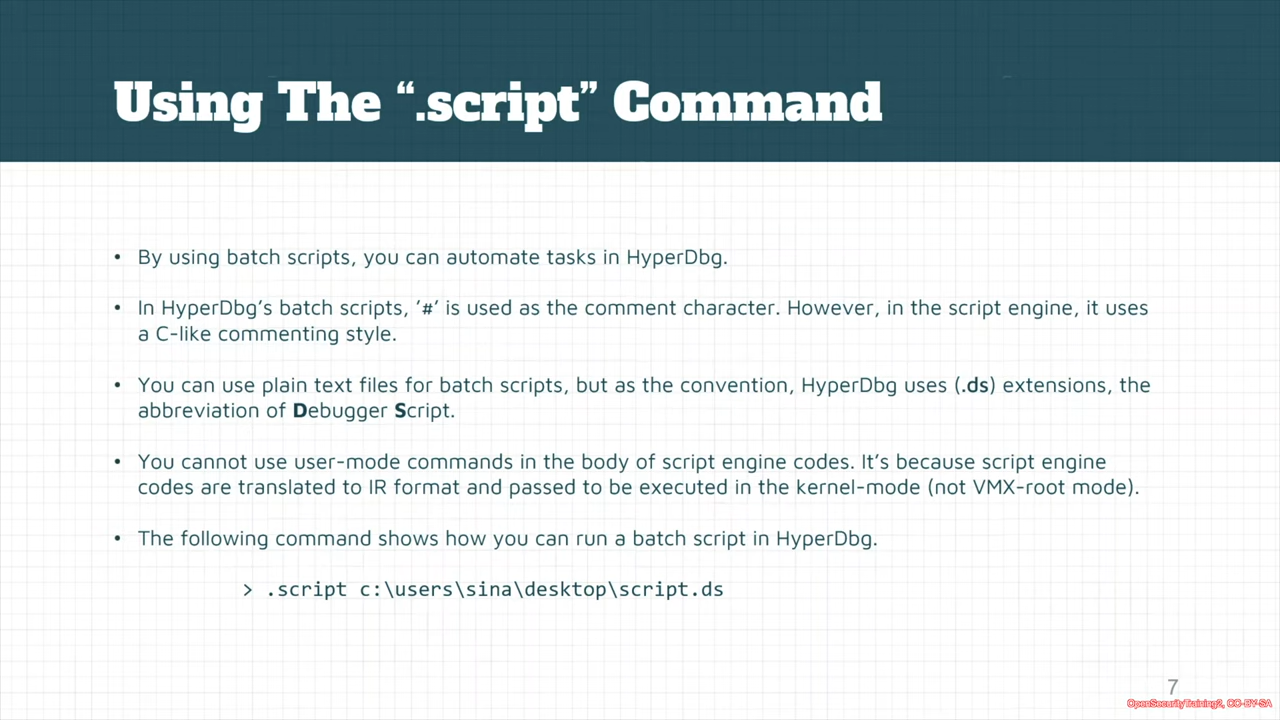 Using The “.script” Command
• By using batch scripts, you can automate tasks in HyperDbg.
• In HyperDbg’s batch scripts, ’#’ is used as the comment character. However, in the script engine, it uses
a C-like commenting style.
• You can use plain text files for batch scripts, but as the convention, HyperDbg uses (.ds) extensions, the
abbreviation of Debugger Script.
• You cannot use user-mode commands in the body of script engine codes. It’s because script engine
codes are translated to IR format and passed to be executed in the kernel-mode (not VMX-root mode).
• The following command shows how you can run a batch script in HyperDbg.
> .script c:\users\sina\desktop\script.ds
7
OpenSecurityTraining2, CC-BY-SA